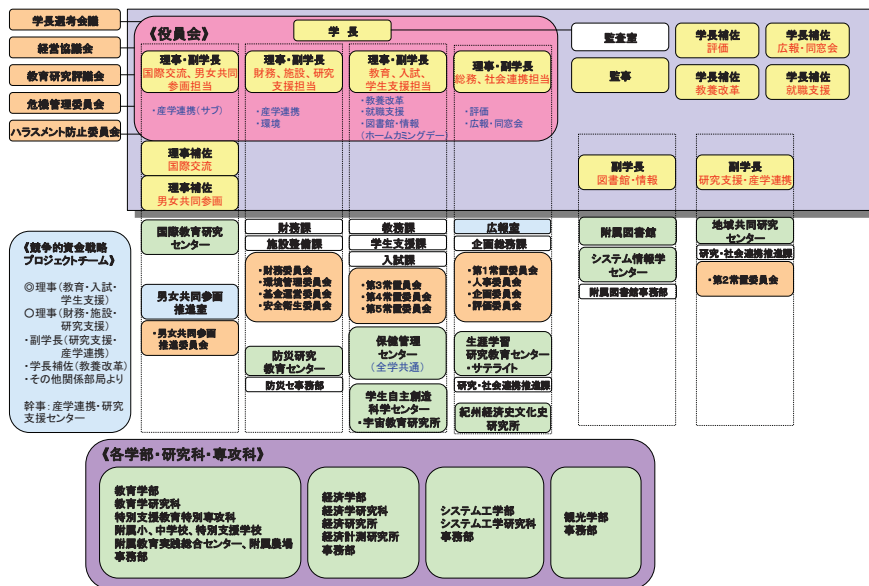 学長選考会議
経営協議会
教育研究評議会
危機管理委員会
ハラスメント防止委員会
《役員会》
学 長
理事・副学長
国際交流、男女共同
参画担当
・産学連携(サブ)
理事・副学長
財務、施設、研究
支援担当
・産学連携
・環境
理事・副学長
教育、入試、
学生支援担当
・教養改革
・就職支援
・図書館・情報
(ホームカミングデー)
理事・副学長
総務、社会連携担当
・評価
・広報・同窓会
監査室
監事
学長補佐
評価
学長補佐
広報・同窓会
学長補佐
教養改革
学長補佐
就職支援
理事補佐
国際交流
理事補佐
男女共同参画
副学長
図書館・情報
副学長
研究支援・産学連携
《競争的資金戦略
プロジェクトチーム》
◎理事(教育・入試・
学生支援)
〇理事(財務・施設・
研究支援)
・副学長(研究支援・
産学連携)
・学長補佐(教養改革)
・その他関係部局より
幹事:産学連携・研究
支援センター
国際教育研究
センター
男女共同参画
推進室
・男女共同参画
推進委員会
財務課
施設整備課
・財務委員会
・環境管理委員会
・基金運営委員会
・安全衛生委員会
防災研究
教育センター
防災セ事務部
教務課
学生支援課
入試課
・第3常置委員会
・第4常置委員会
・第5常置委員会
保健管理
センター
(全学共通)
学生自主創造
科学センター
・宇宙教育研究所
広報室
企画総務課
・第1常置委員会
・人事委員会
・企画委員会
・評価委員会
生涯学習
研究教育センター
・サテライト
研究・社会連携推進課
紀州経済史文化史
研究所
附属図書館
システム情報学
センター
附属図書館事務部
地域共同研究
センター
研究・社会連携推進課
・第2常置委員会
《各学部・研究科・専攻科》
教育学部
教育学研究科
特別支援教育特別専攻科
附属小、中学校、特別支援学校
附属教育実践総合センター、附属農場
事務部
経済学部
経済学研究科
経済研究所
経済計測研究所
事務部
システム工学部
システム工学研究科
事務部
観光学部
事務部